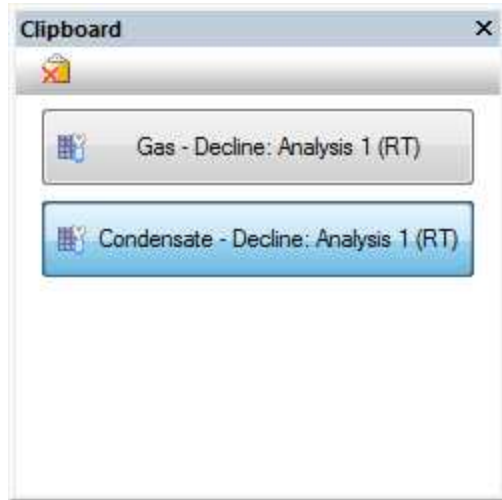 Clipboard
Gas - Decline: Analysis 1 (RT)
Condensate - Decline: Analysis 1 (RT)